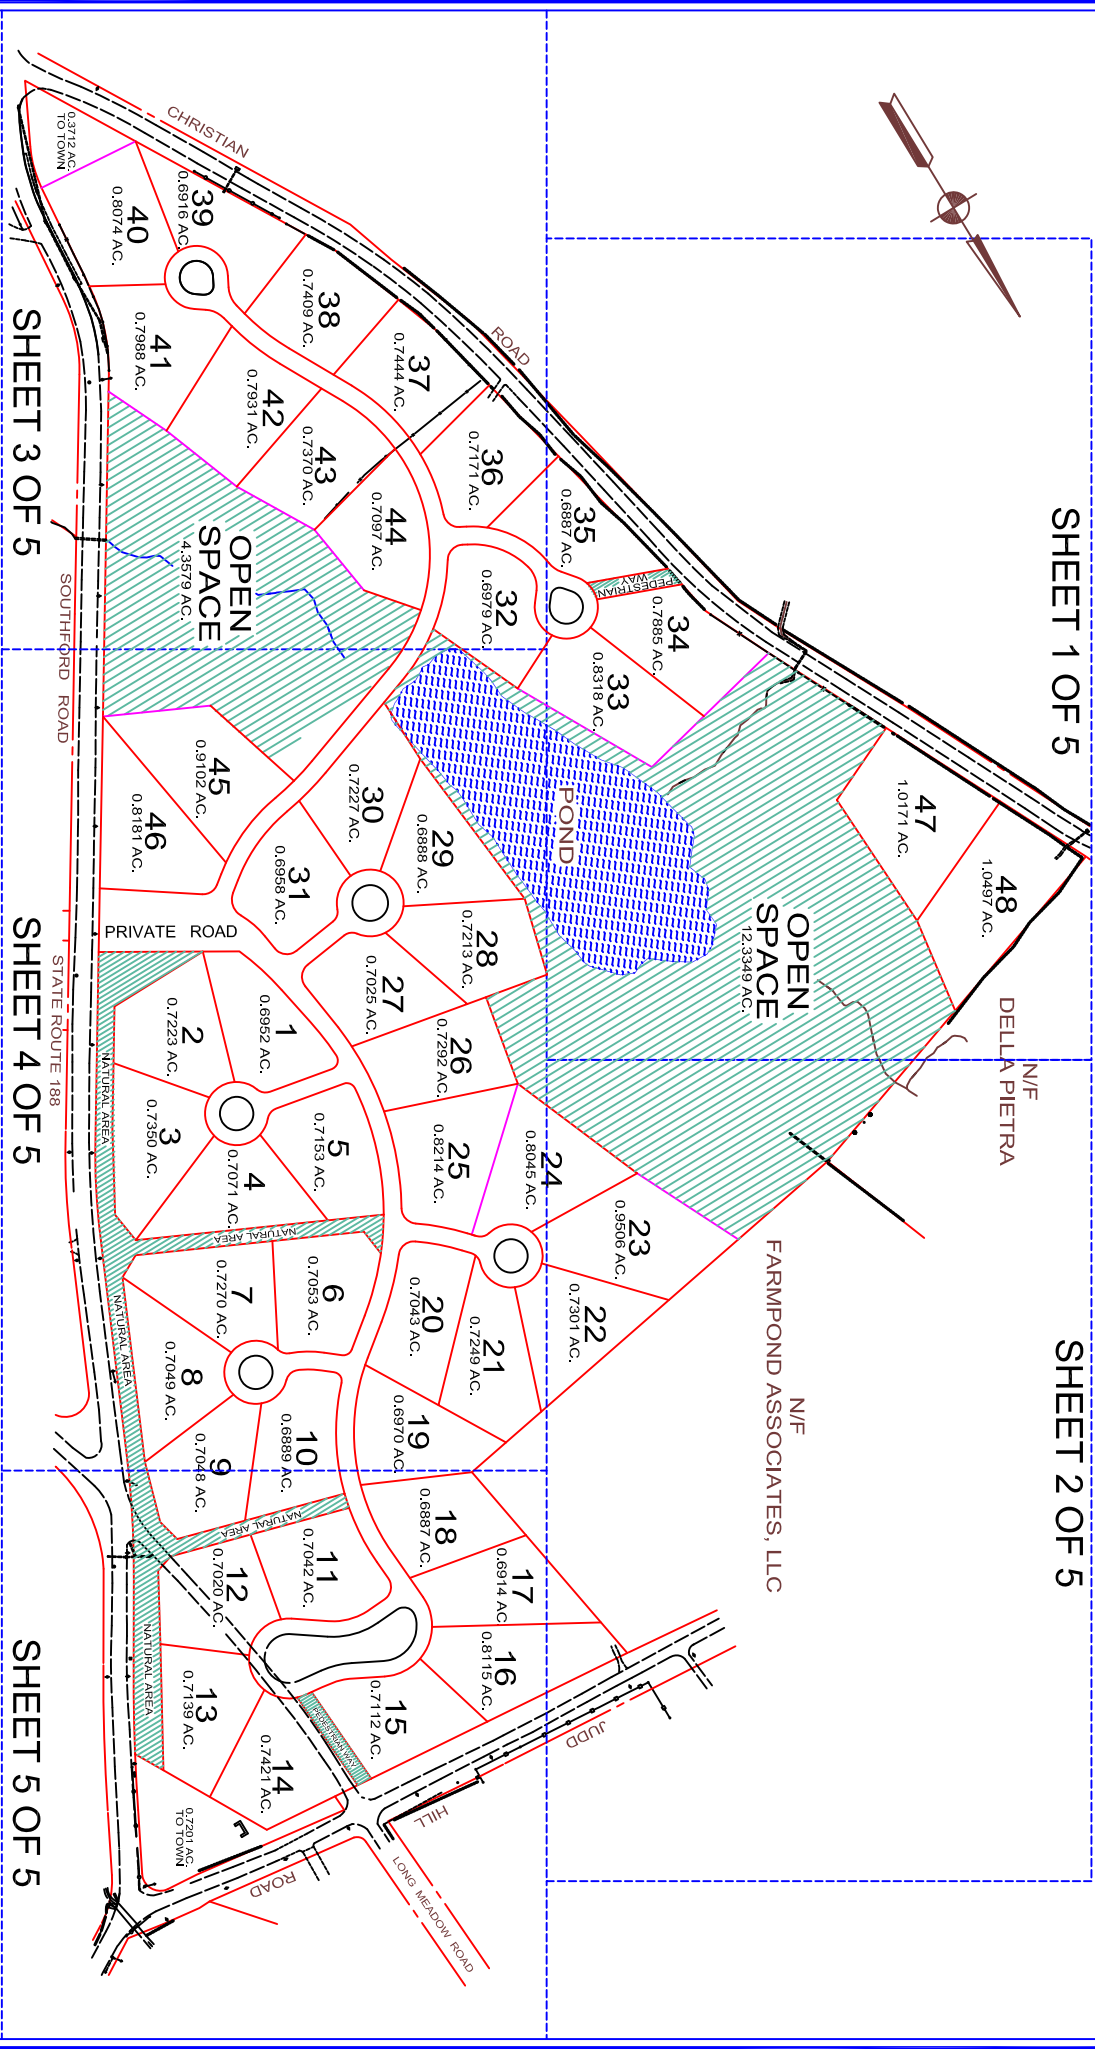 SHEET 1 OF 5
SHEET 2 OF 5
SHEET 3 OF 5
SHEET 4 OF 5
SHEET 5 OF 5
CHRISTIAN
ROAD
0.3712 AC.
TO TOWN
40
0.8074 AC.
39
0.6916 AC.
38
0.7409 AC.
37
0.7444 AC.
36
0.7171 AC.
35
0.6887 AC.
PEDESTRIAN
WAY
34
0.7885 AC.
33
0.8318 AC.
32
0.6979 AC.
41
0.7988 AC.
42
0.7931 AC.
43
0.7370 AC.
44
0.7097 AC.
OPEN
SPACE
4.3579 AC.
SOUTHFORD ROAD
47
1.0171 AC.
48
1.0497 AC.
N/F
DELLA PIETRA
POND
OPEN
SPACE
12.3349 AC.
45
0.9102 AC.
46
0.8181 AC.
30
0.7227 AC.
29
0.6888 AC.
31
0.6958 AC.
28
0.7213 AC.
27
0.7025 AC.
26
0.7292 AC.
PRIVATE ROAD
STATE ROUTE 188
1
0.6952 AC.
2
0.7223 AC.
3
0.7350 AC.
4
0.7071 AC.
5
0.7153 AC.
NATURAL AREA
NATURAL AREA
25
0.8214 AC.
24
0.8045 AC.
23
0.9506 AC.
22
0.7301 AC.
21
0.7249 AC.
20
0.7043 AC.
19
0.6970 AC.
N/F
FARMPOND ASSOCIATES, LLC
6
0.7053 AC.
7
0.7270 AC.
8
0.7049 AC.
9
0.7048 AC.
10
0.6889 AC.
NATURAL AREA
NATURAL AREA
11
0.7042 AC.
12
0.7020 AC.
13
0.7139 AC.
14
0.7421 AC.
15
0.7112 AC.
16
0.8115 AC.
17
0.6914 AC.
18
0.6887 AC.
NATURAL AREA
PEDESTRIAN WAY
0.7201 AC.
TO TOWN
JUDD
HILL
ROAD
LONG MEADOW ROAD